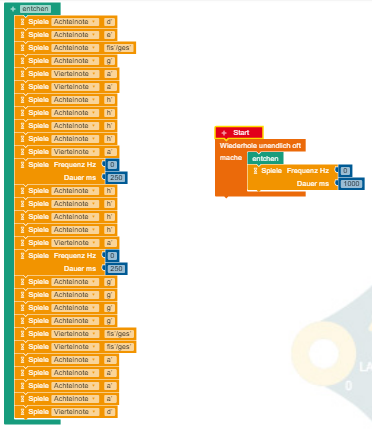 + entchen
Spiele Achtelnote d'
Spiele Achtelnote e'
Spiele Achtelnote fis'/ges'
Spiele Achtelnote g'
Spiele Viertelnote a'
Spiele Viertelnote a'
Spiele Achtelnote h'
Spiele Achtelnote h'
Spiele Achtelnote h'
Spiele Achtelnote h'
Spiele Viertelnote a'
Spiele Frequenz Hz 0
Dauer ms 250
Spiele Achtelnote h'
Spiele Achtelnote h'
Spiele Achtelnote h'
Spiele Achtelnote h'
Spiele Viertelnote a'
Spiele Frequenz Hz 0
Dauer ms 250
Spiele Achtelnote g'
Spiele Achtelnote g'
Spiele Achtelnote g'
Spiele Achtelnote g'
Spiele Viertelnote fis'/ges'
Spiele Viertelnote fis'/ges'
Spiele Achtelnote a'
Spiele Achtelnote a'
Spiele Achtelnote a'
Spiele Achtelnote a'
Spiele Viertelnote d'
+ Start
Wiederhole unendlich oft
mache entchen
Spiele Frequenz Hz 0
Dauer ms 1000
LA
0